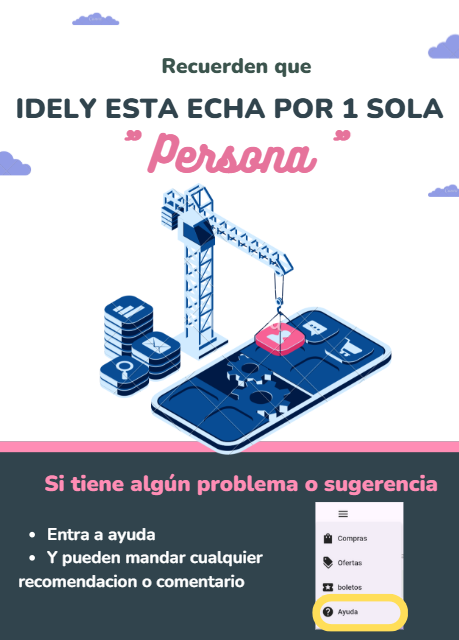 Recuerden que
IDELY ESTA ECHA POR 1 SOLA
” Persona ”
Si tiene algún problema o sugerencia
• Entra a ayuda
• Y pueden mandar cualquier
recomendacion o comentario
Compras
Ofertas
boletos
Ayuda